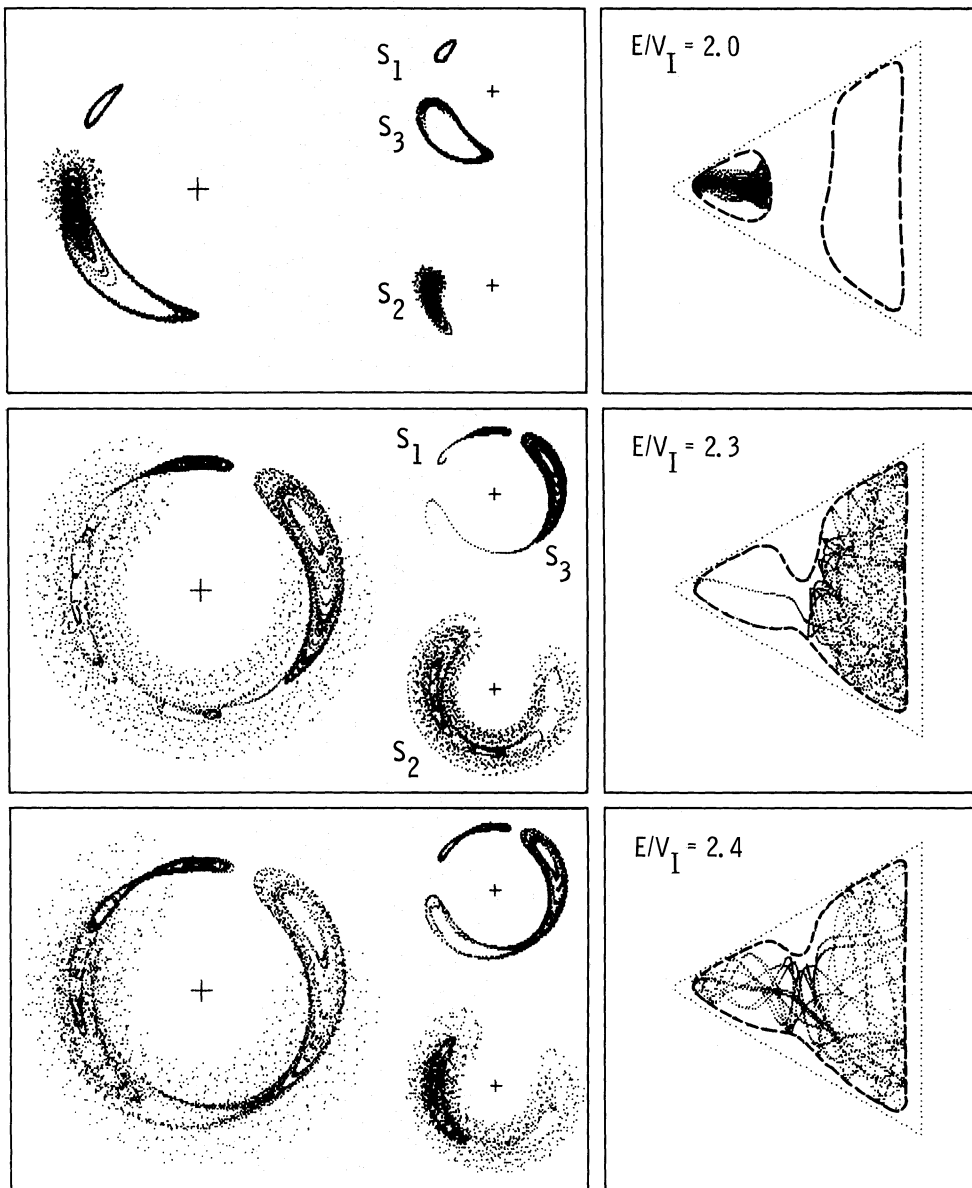 S1
S3
S2
E/VI = 2.0
S1
S3
S2
E/VI = 2.3
E/VI = 2.4